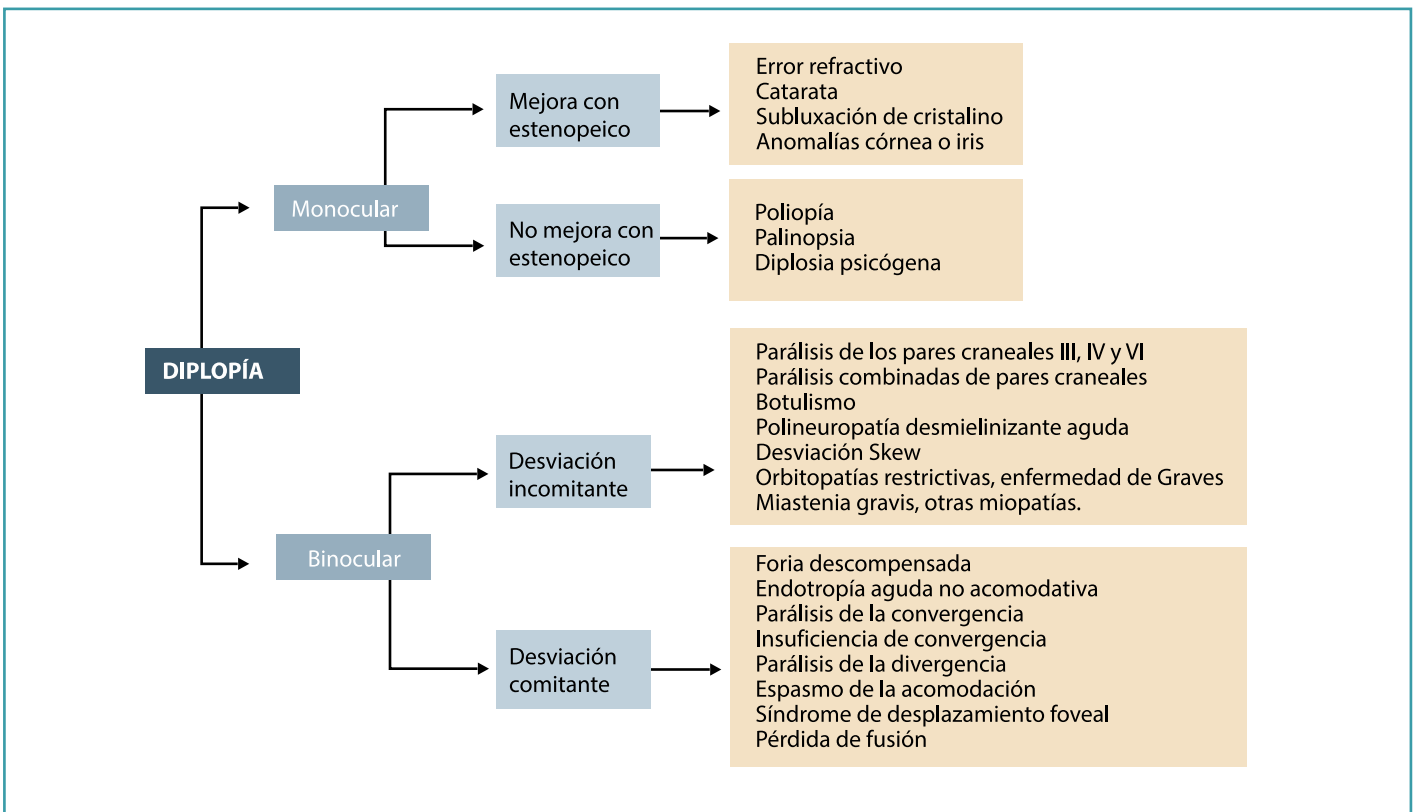 DIPLOPÍA
Monocular
Mejora con
estenopeico
Error refractivo
Catarata
Subluxación de cristalino
Anomalías córnea o iris
No mejora con
estenopeico
Poliopía
Palinopsia
Diplosia psicógena
Binocular
Desviación
incomitante
Parálisis de los pares craneales III, IV y VI
Parálisis combinadas de pares craneales
Botulismo
Polineuropatía desmielinizante aguda
Desviación Skew
Orbitopatías restrictivas, enfermedad de Graves
Miastenia gravis, otras miopatías.
Desviación
comitante
Foria descompensada
Endotropía aguda no acomodativa
Parálisis de la convergencia
Insuficiencia de convergencia
Parálisis de la divergencia
Espasmo de la acomodación
Síndrome de desplazamiento foveal
Pérdida de fusión